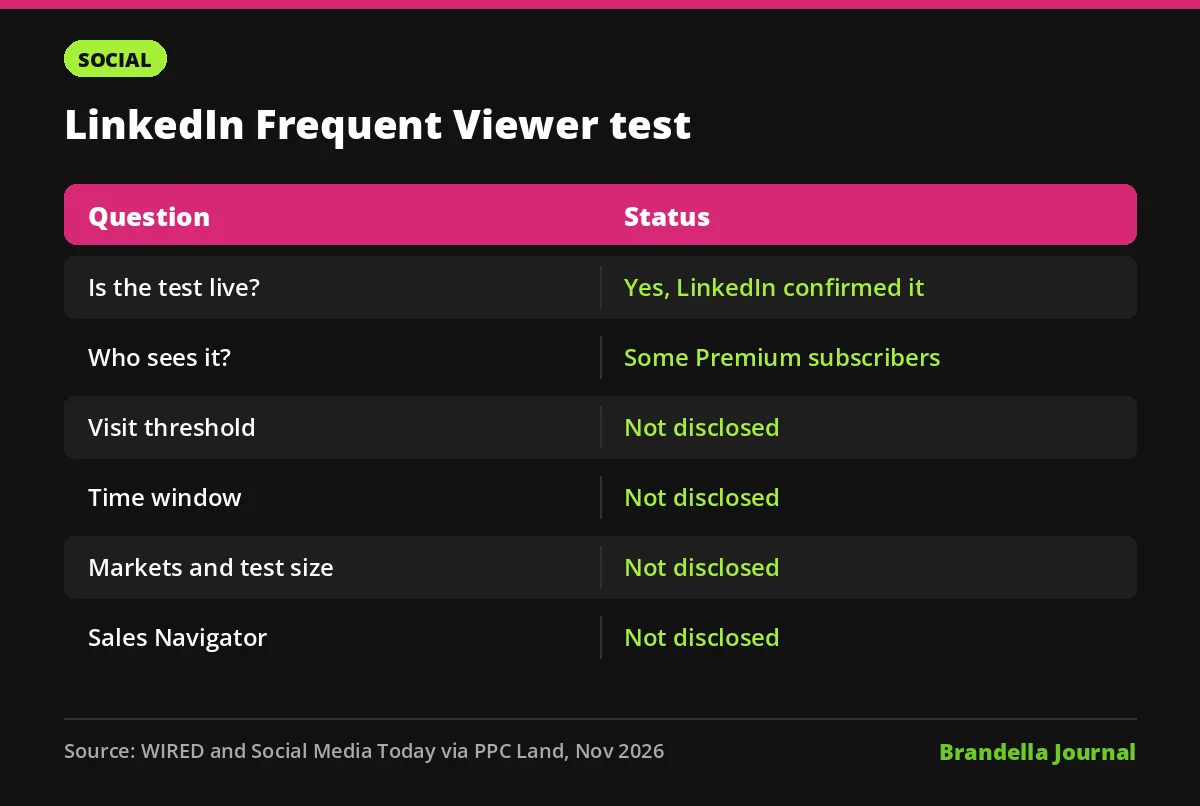 SOCIAL
LinkedIn Frequent Viewer test
Question Status
Is the test live? Yes, LinkedIn confirmed it
Who sees it? Some Premium subscribers
Visit threshold Not disclosed
Time window Not disclosed
Markets and test size Not disclosed
Sales Navigator Not disclosed
Source: WIRED and Social Media Today via PPC Land, Nov 2026 Brandella Journal